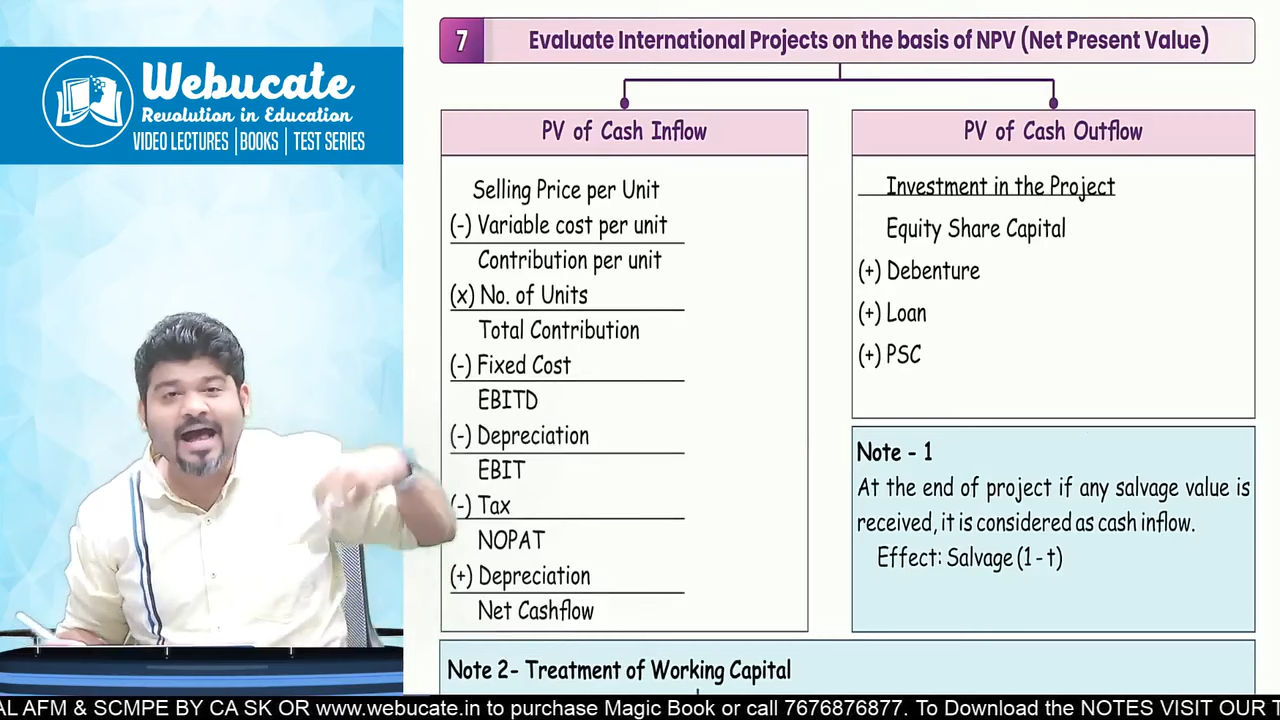 Webucate
Revolution in Education
VIDEO LECTURES | BOOKS | TEST SERIES
7 Evaluate International Projects on the basis of NPV (Net Present Value)
PV of Cash Inflow
Selling Price per Unit
(-) Variable cost per unit
Contribution per unit
(x) No. of Units
Total Contribution
(-) Fixed Cost
EBITD
(-) Depreciation
EBIT
(-) Tax
NOPAT
(+) Depreciation
Net Cashflow
PV of Cash Outflow
Investment in the Project
Equity Share Capital
(+) Debenture
(+) Loan
(+) PSC
Note - 1
At the end of project if any salvage value is
received, it is considered as cash inflow.
Effect: Salvage (1 - t)
Note 2- Treatment of Working Capital
AL AFM & SCMPE BY CA SK OR www.webucate.in to purchase Magic Book or call 7676876877. To Download the NOTES VISIT OUR T